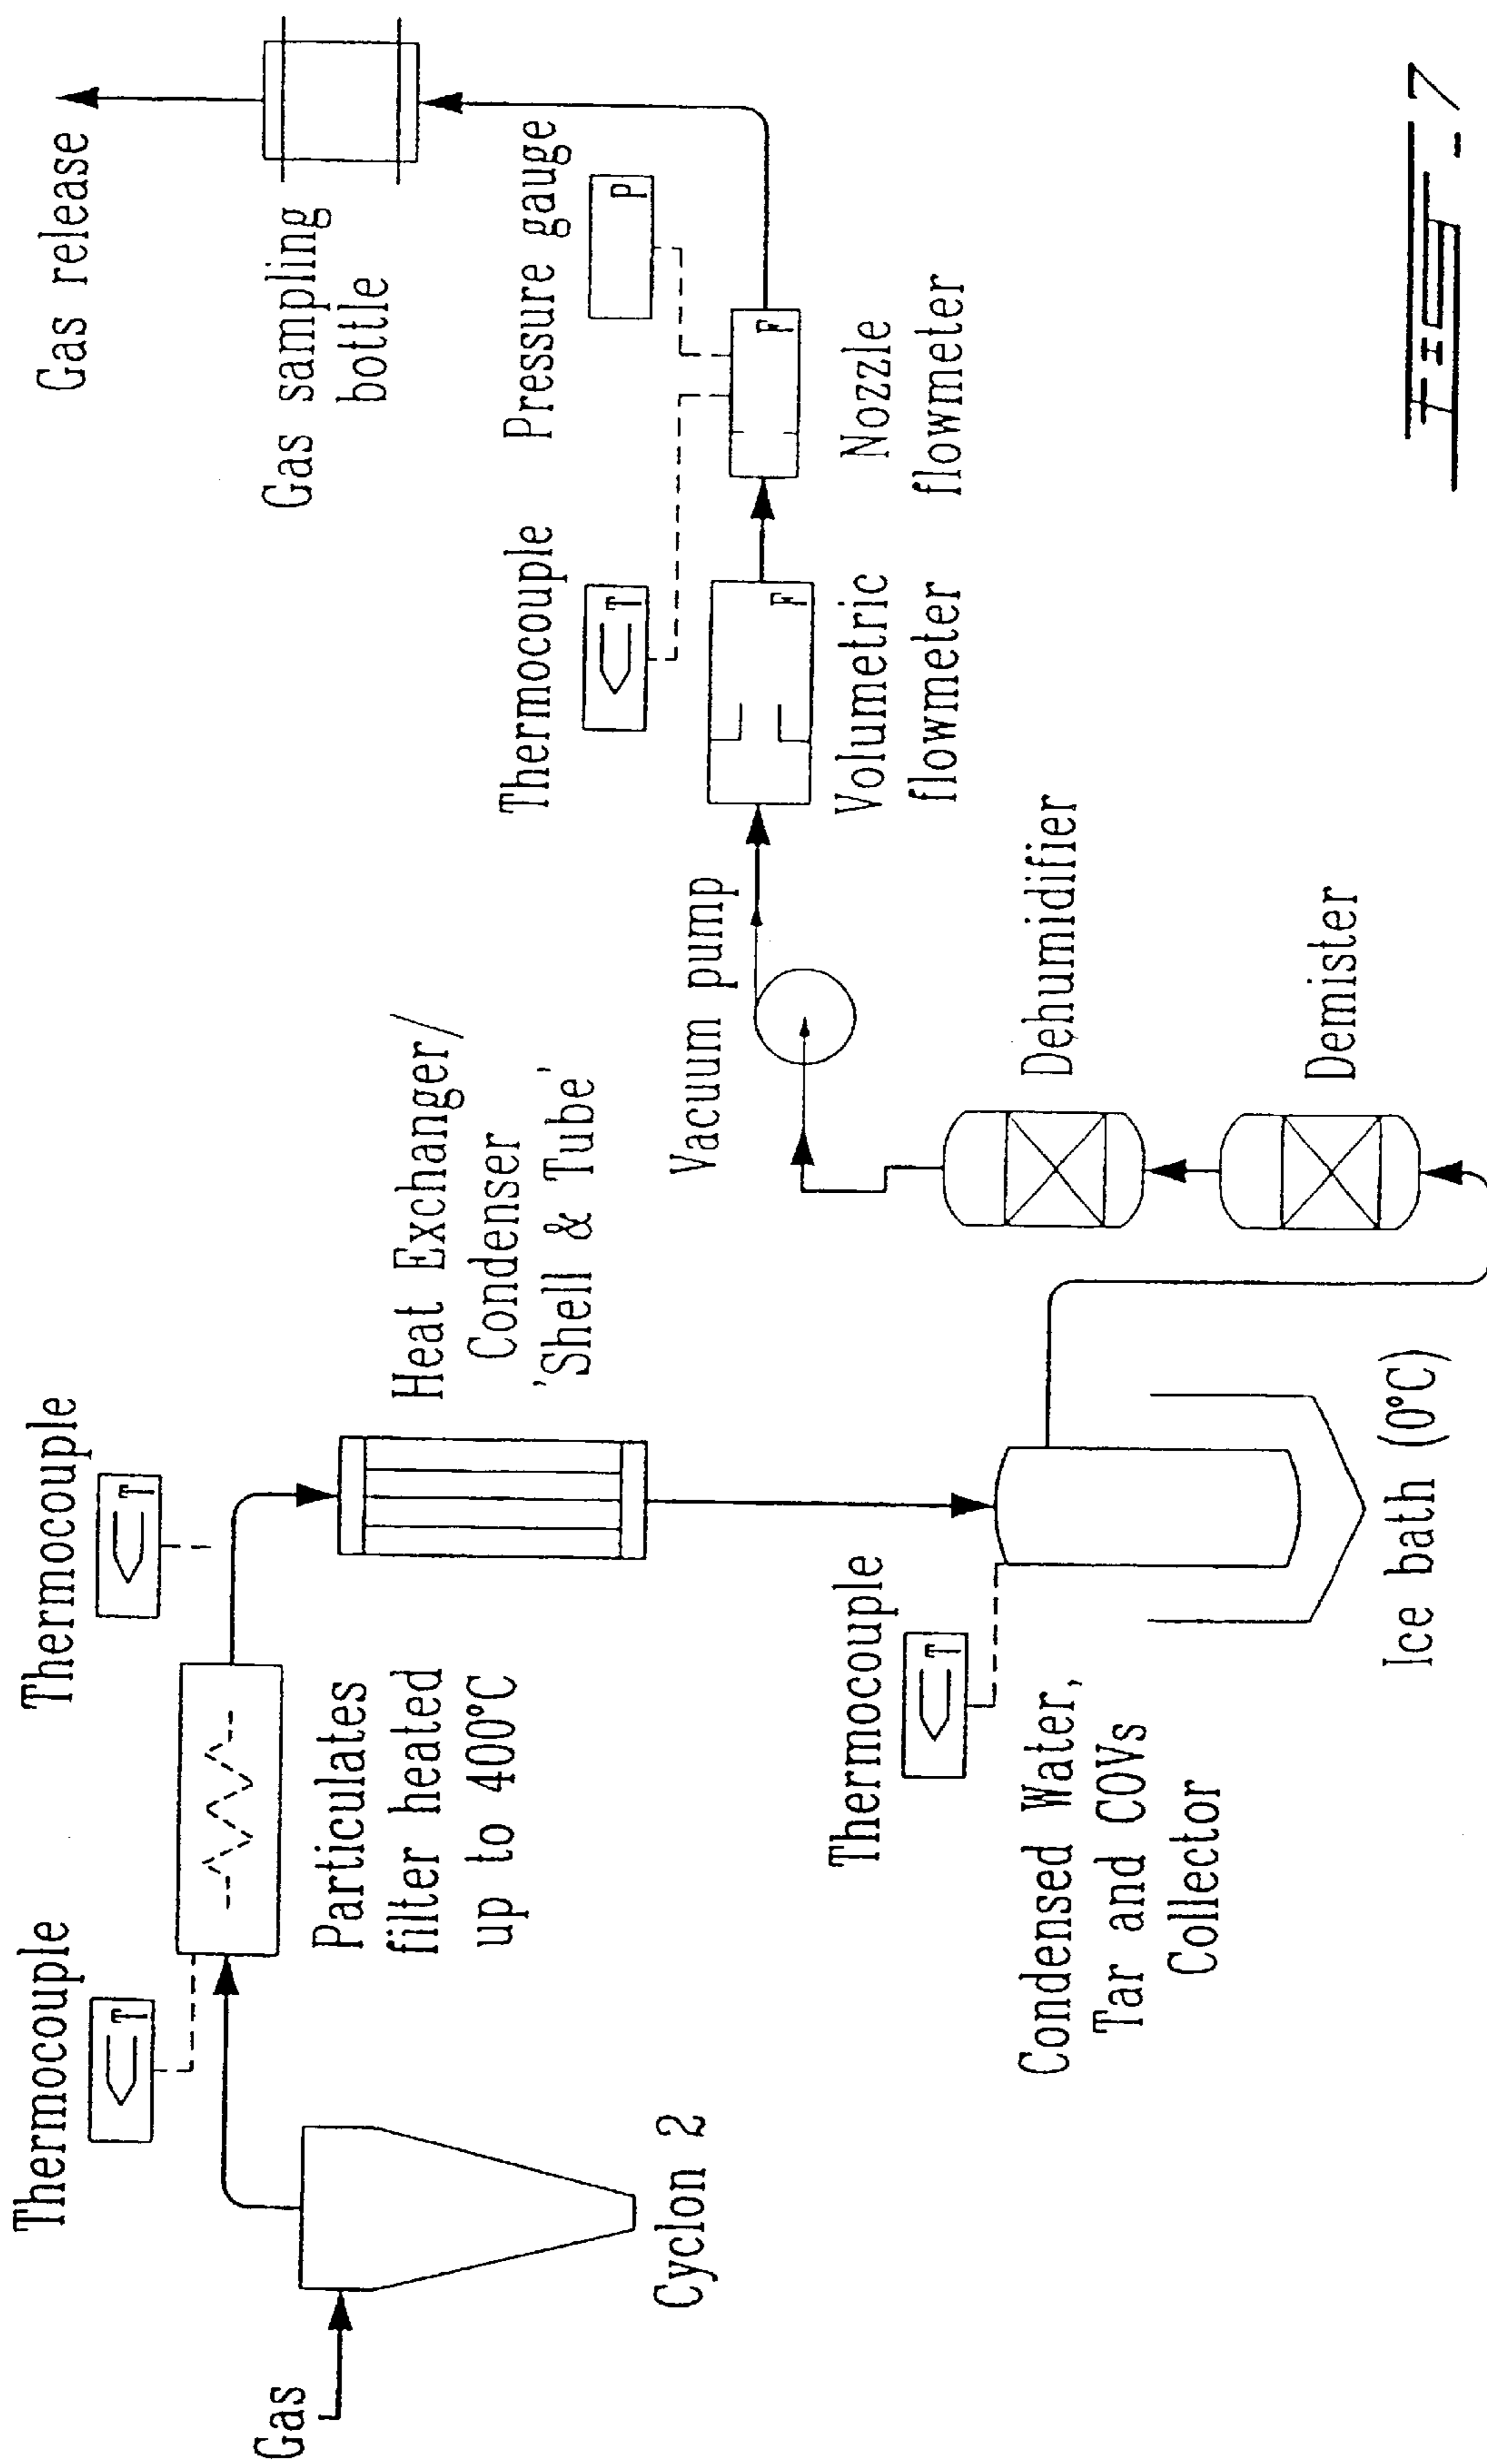 Gas
Cyclon 2
Thermocouple
T
Particulates
filter heated
up to 400°C
Thermocouple
T
Heat Exchanger/
Condenser
'Shell & Tube'
Thermocouple
T
Condensed Water,
Tar and COVs
Collector
Ice bath (0°C)
Demister
Dehumidifier
Vacuum pump
Volumetric
flowmeter
F
Thermocouple
T
Nozzle
flowmeter
F
Pressure gauge
P
Gas sampling
bottle
Gas release
FIG-7